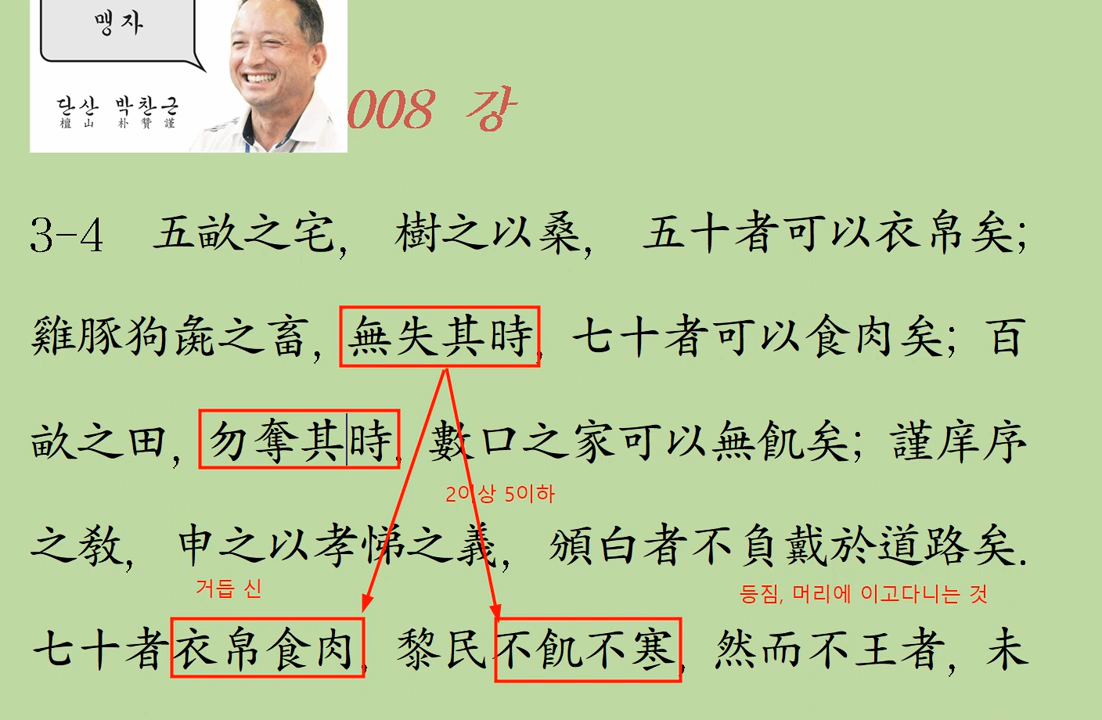 맹자
단산 박찬근
檀山 朴贊謹
008 강
3-4 五畝之宅, 樹之以桑, 五十者可以衣帛矣;
雞豚狗彘之畜, 無失其時, 七十者可以食肉矣; 百
畝之田, 勿奪其時, 數口之家可以無飢矣; 謹庠序
2이상 5이하
之敎, 申之以孝悌之義, 頒白者不負戴於道路矣.
거듭 신
등짐, 머리에 이고다니는 것
七十者衣帛食肉, 黎民不飢不寒, 然而不王者, 未